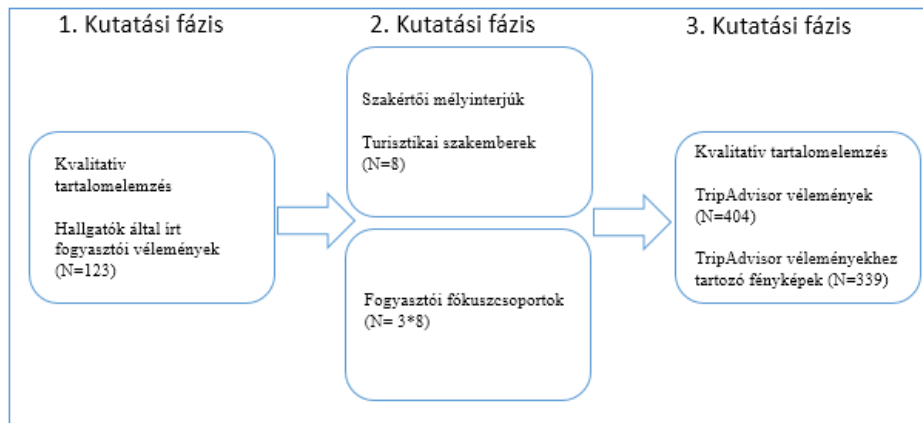 1. Kutatási fázis
2. Kutatási fázis
3. Kutatási fázis
Kvalitatív
tartalomelemzés
Hallgatók által írt
fogyasztói vélemények
(N=123)
Szakértői mélyinterjúk
Turisztikai szakemberek
(N=8)
Fogyasztói fókuszcsoportok
(N= 3*8)
Kvalitatív tartalomelemzés
TripAdvisor vélemények
(N=404)
TripAdvisor véleményekhez
tartozó fényképek (N=339)